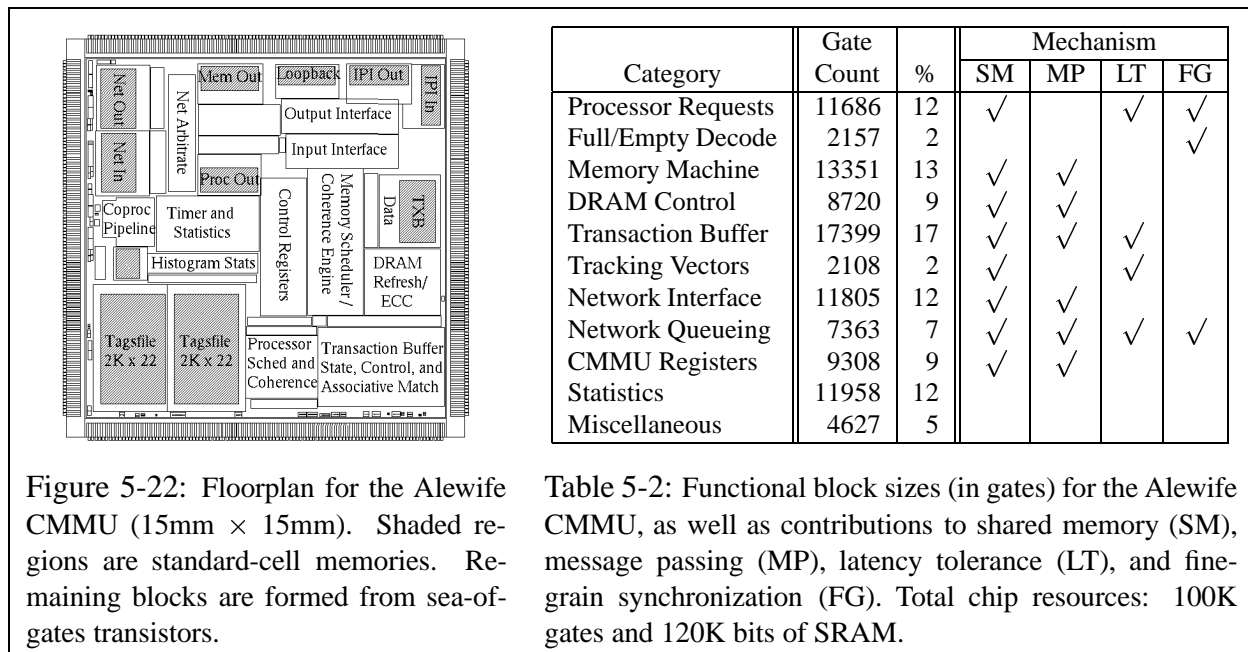 Net Out
Net In
Net Arbitrate
Mem Out
Loopback
IPI Out
IPI In
Output Interface
Input Interface
Proc Out
Coproc
Pipeline
Timer and
Statistics
Histogram Stats
Control Registers
Memory Scheduler /
Coherence Engine
Data
TXB
DRAM
Refresh/
ECC
Tagsfile
2K x 22
Tagsfile
2K x 22
Processor
Sched and
Coherence
Transaction Buffer
State, Control, and
Associative Match
Figure 5-22: Floorplan for the Alewife
CMMU (15mm × 15mm). Shaded re-
gions are standard-cell memories. Re-
maining blocks are formed from sea-of-
gates transistors.
Gate Mechanism
Category Count % SM MP LT FG
Processor Requests 11686 12 √ √ √
Full/Empty Decode 2157 2 √
Memory Machine 13351 13 √ √
DRAM Control 8720 9 √ √
Transaction Buffer 17399 17 √ √ √
Tracking Vectors 2108 2 √ √
Network Interface 11805 12 √ √
Network Queueing 7363 7 √ √ √ √
CMMU Registers 9308 9 √ √
Statistics 11958 12
Miscellaneous 4627 5
Table 5-2: Functional block sizes (in gates) for the Alewife
CMMU, as well as contributions to shared memory (SM),
message passing (MP), latency tolerance (LT), and fine-
grain synchronization (FG). Total chip resources: 100K
gates and 120K bits of SRAM.